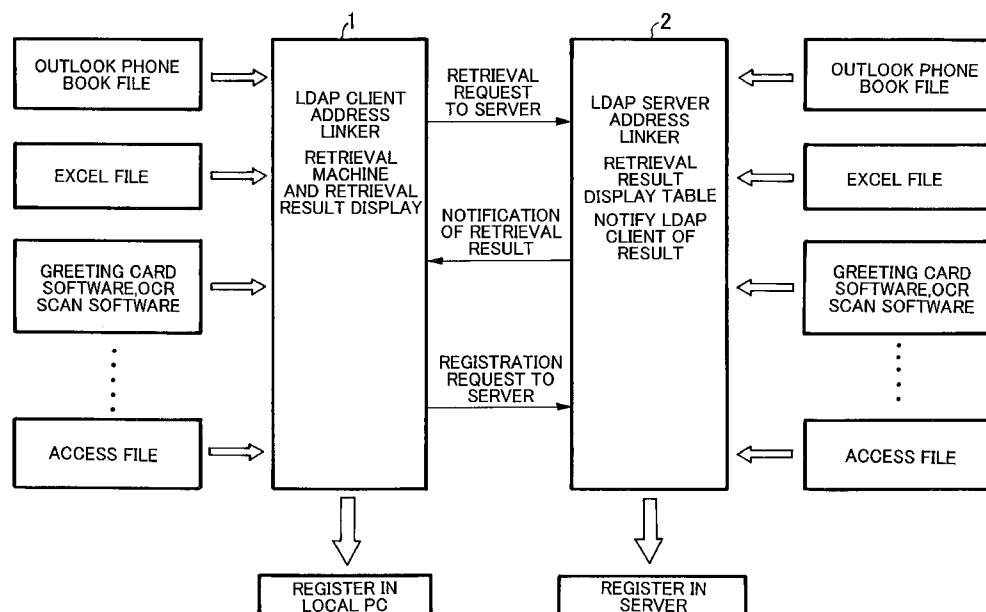 1
2
OUTLOOK PHONE
BOOK FILE
EXCEL FILE
GREETING CARD
SOFTWARE,OCR
SCAN SOFTWARE
ACCESS FILE
LDAP CLIENT
ADDRESS
LINKER
RETRIEVAL
MACHINE
AND RETRIEVAL
RESULT DISPLAY
RETRIEVAL
REQUEST
TO SERVER
NOTIFICATION
OF RETRIEVAL
RESULT
REGISTRATION
REQUEST TO
SERVER
LDAP SERVER
ADDRESS
LINKER
RETRIEVAL
RESULT
DISPLAY TABLE
NOTIFY LDAP
CLIENT OF
RESULT
OUTLOOK PHONE
BOOK FILE
EXCEL FILE
GREETING CARD
SOFTWARE,OCR
SCAN SOFTWARE
ACCESS FILE
REGISTER IN
LOCAL PC
REGISTER IN
SERVER